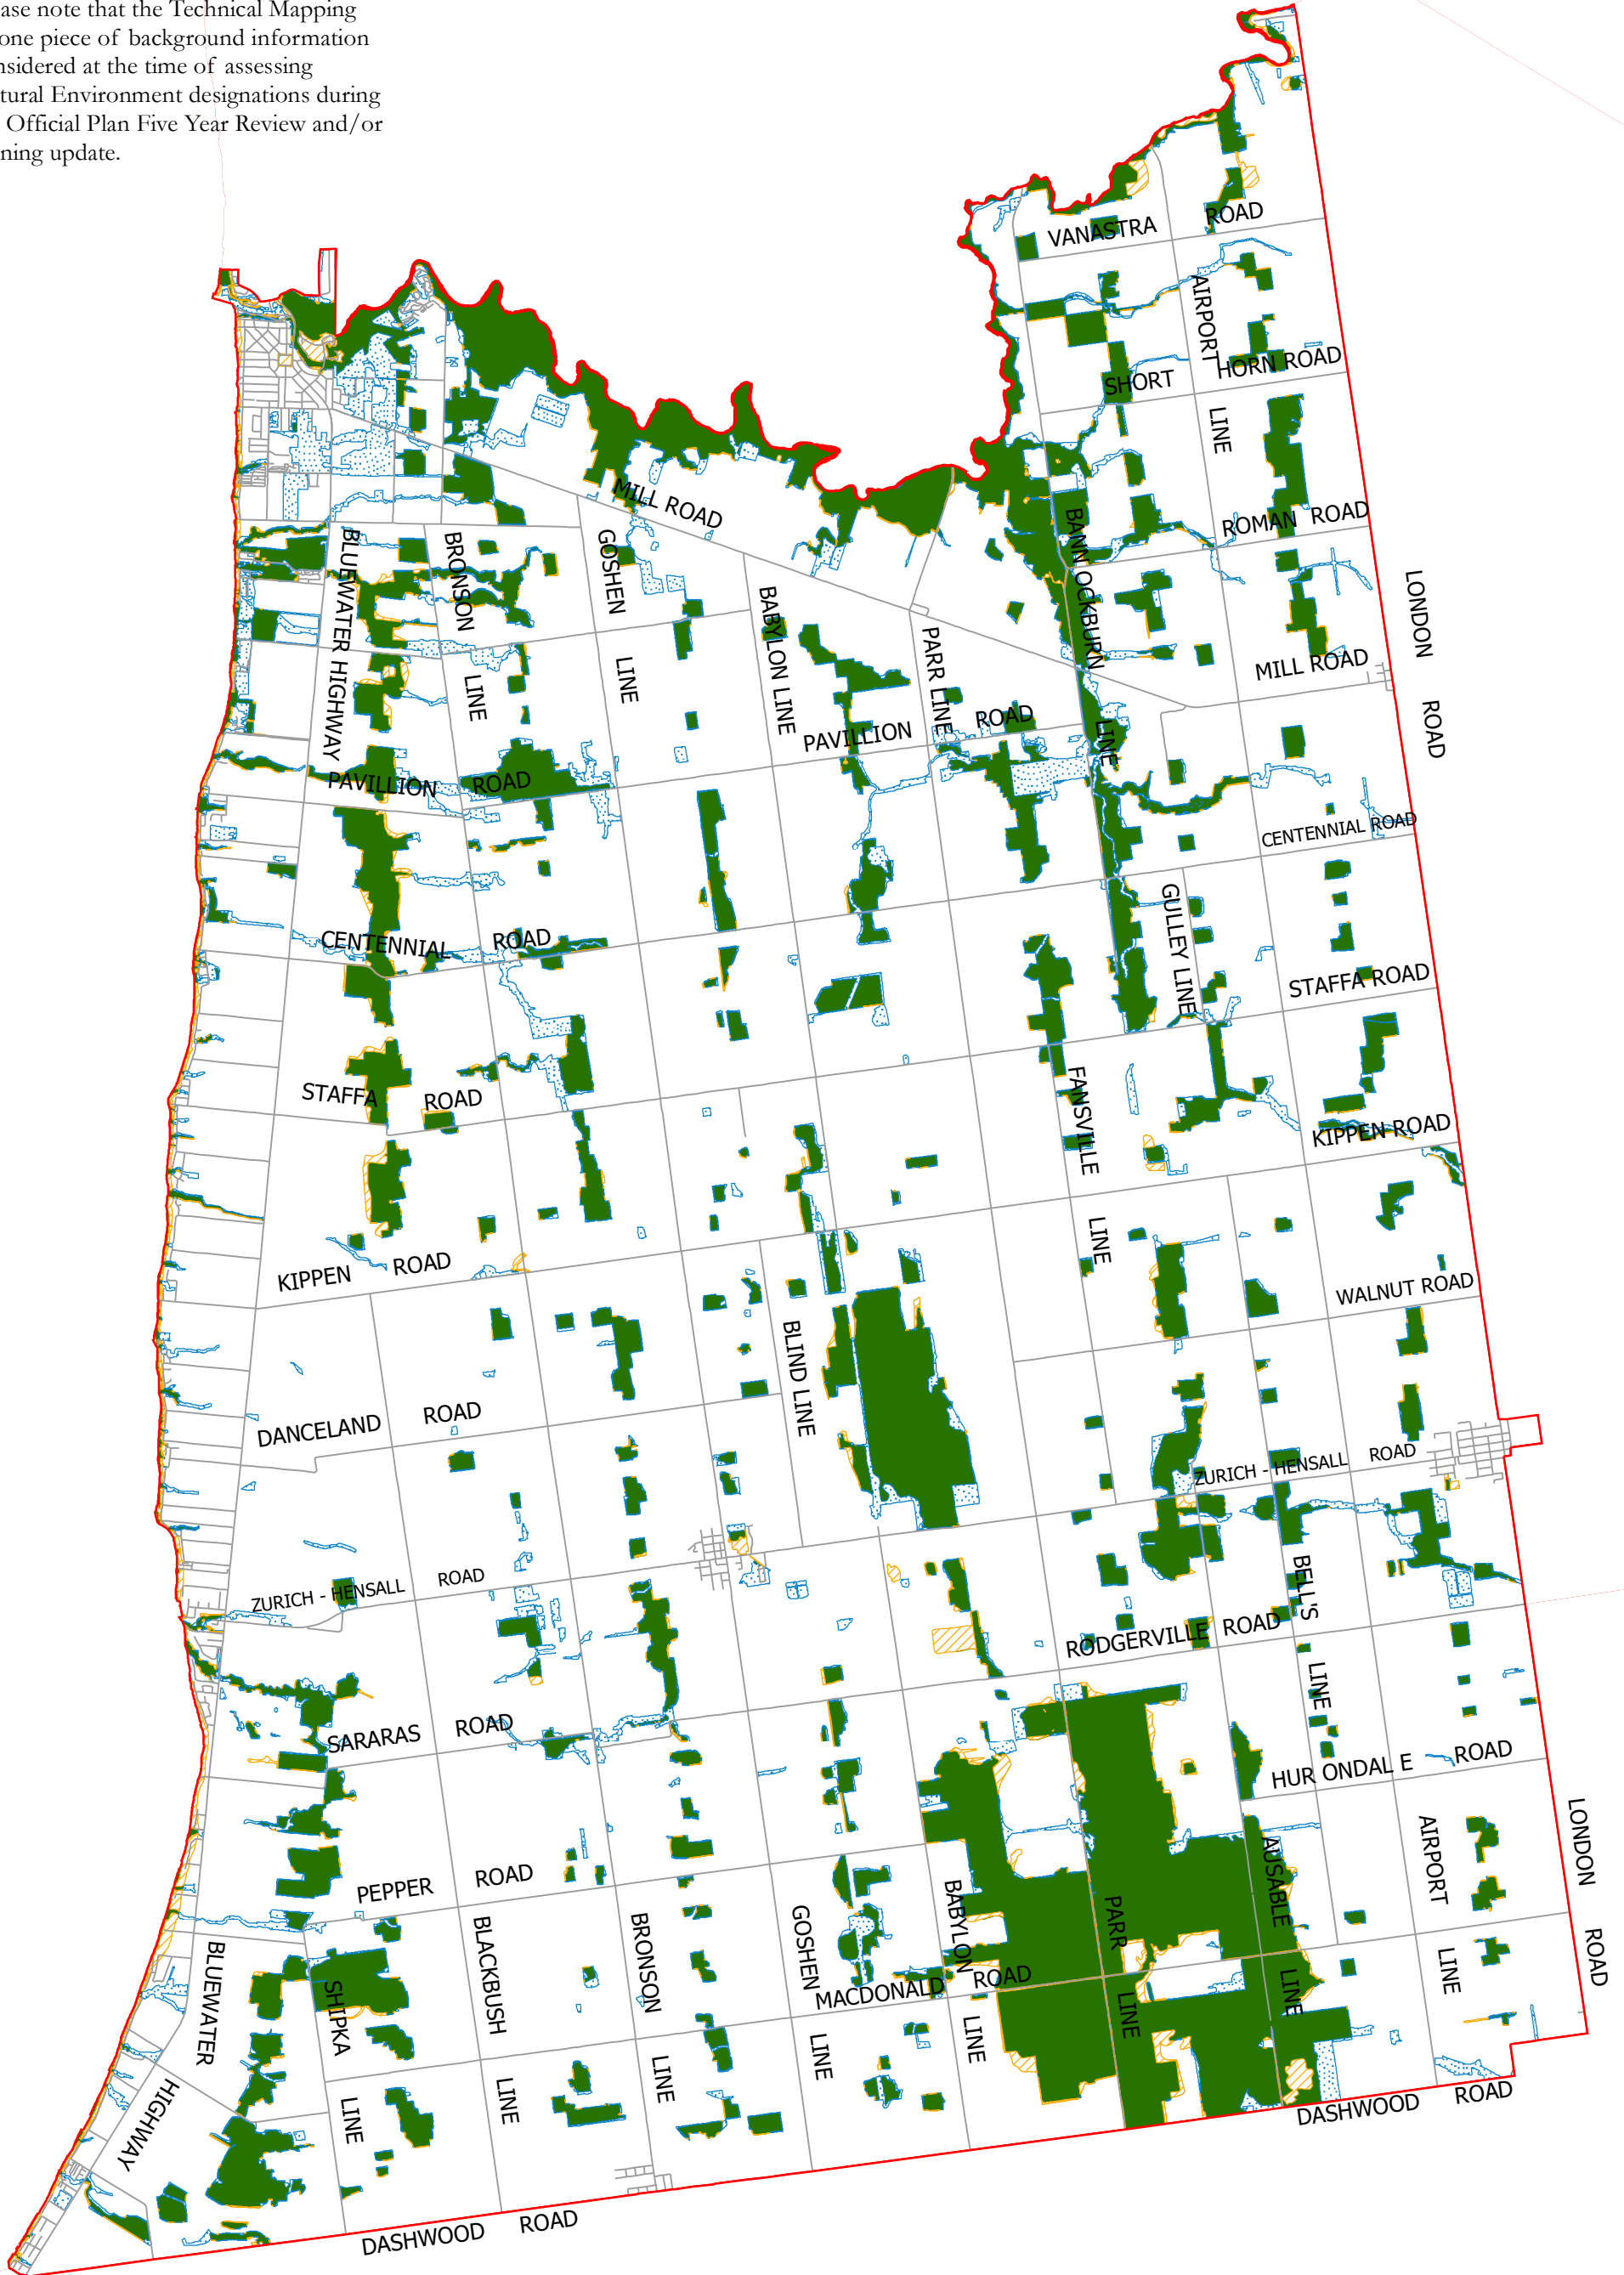 ase note that the Technical Mapping
one piece of background information
nsidered at the time of assessing
tural Environment designations during
Official Plan Five Year Review and/or
ning update.
VANASTRA ROAD
AIRPORT
SHORT HORN ROAD
LINE
MILL ROAD
ROMAN ROAD
BLUEWATER HIGHWAY
BRONSON
GOSHEN
BANNOCKBURN
LONDON
BABYLON LINE
PARR LINE
MILL ROAD
LINE
LINE
ROAD
PAVILLION ROAD
LINE
PAVILLION ROAD
CENTENNIAL ROAD
GULLEY LINE
CENTENNIAL ROAD
STAFFA ROAD
STAFFA ROAD
FANSVILLE
KIPPEN ROAD
LINE
KIPPEN ROAD
WALNUT ROAD
BLIND LINE
DANCELAND ROAD
ZURICH - HENSALL ROAD
ZURICH - HENSALL ROAD
BELL'S
RODGERVILLE ROAD
LINE
SARARAS ROAD
HUR ONDAL E ROAD
LONDON
AIRPORT
AUSABLE
PEPPER ROAD
BABYLON
PARR
GOSHEN
BRONSON
BLACKBUSH
ROAD
BLUEWATER
SHIPKA
MACDONALD ROAD
LINE
LINE
LINE
LINE
LINE
LINE
LINE
HIGHWAY
LINE
DASHWOOD ROAD
DASHWOOD ROAD